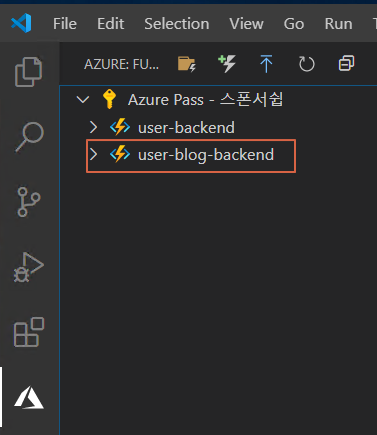 File Edit Selection View Go Run
AZURE: FU...
Azure Pass - 스폰서쉽
user-backend
user-blog-backend